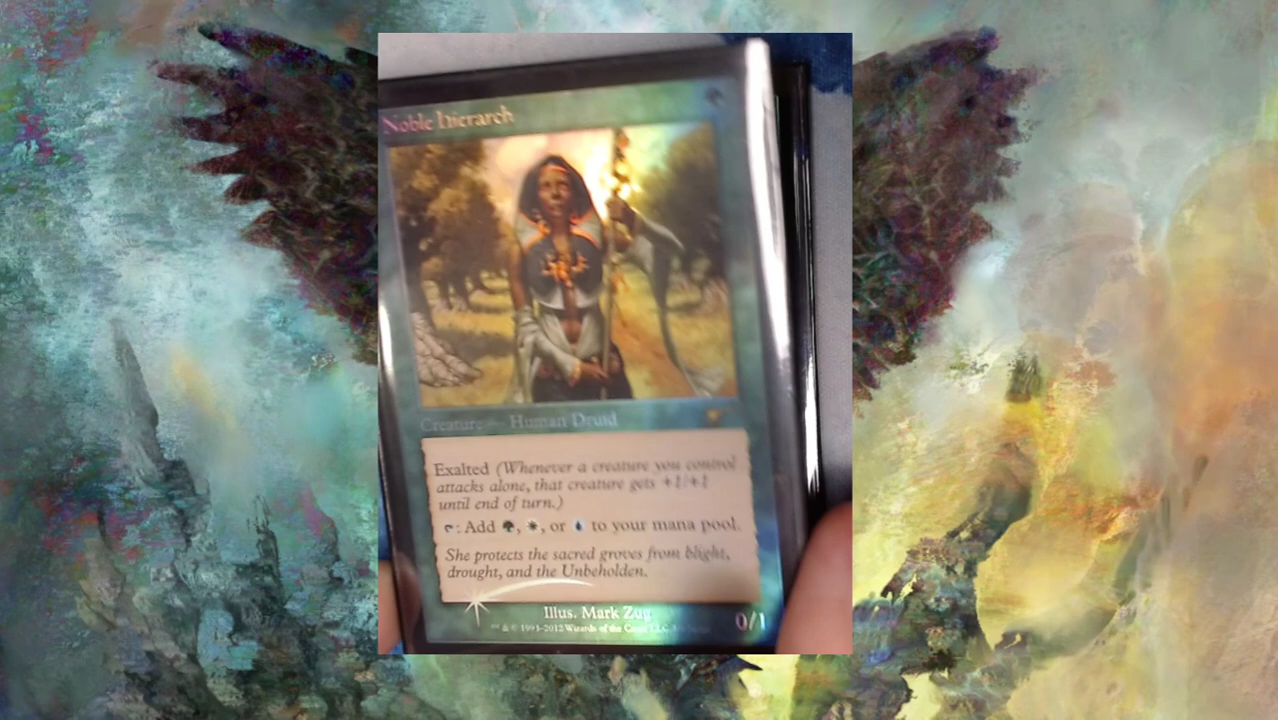 Noble Hierarch
Creature — Human Druid
Exalted (Whenever a creature you control
attacks alone, that creature gets +1/+1
until end of turn.)
: Add , , or to your mana pool.
She protects the sacred groves from blight,
drought, and the Unbeholden.
Illus. Mark Zug
™ & © 1993–2012 Wizards of the Coast LLC
0/1